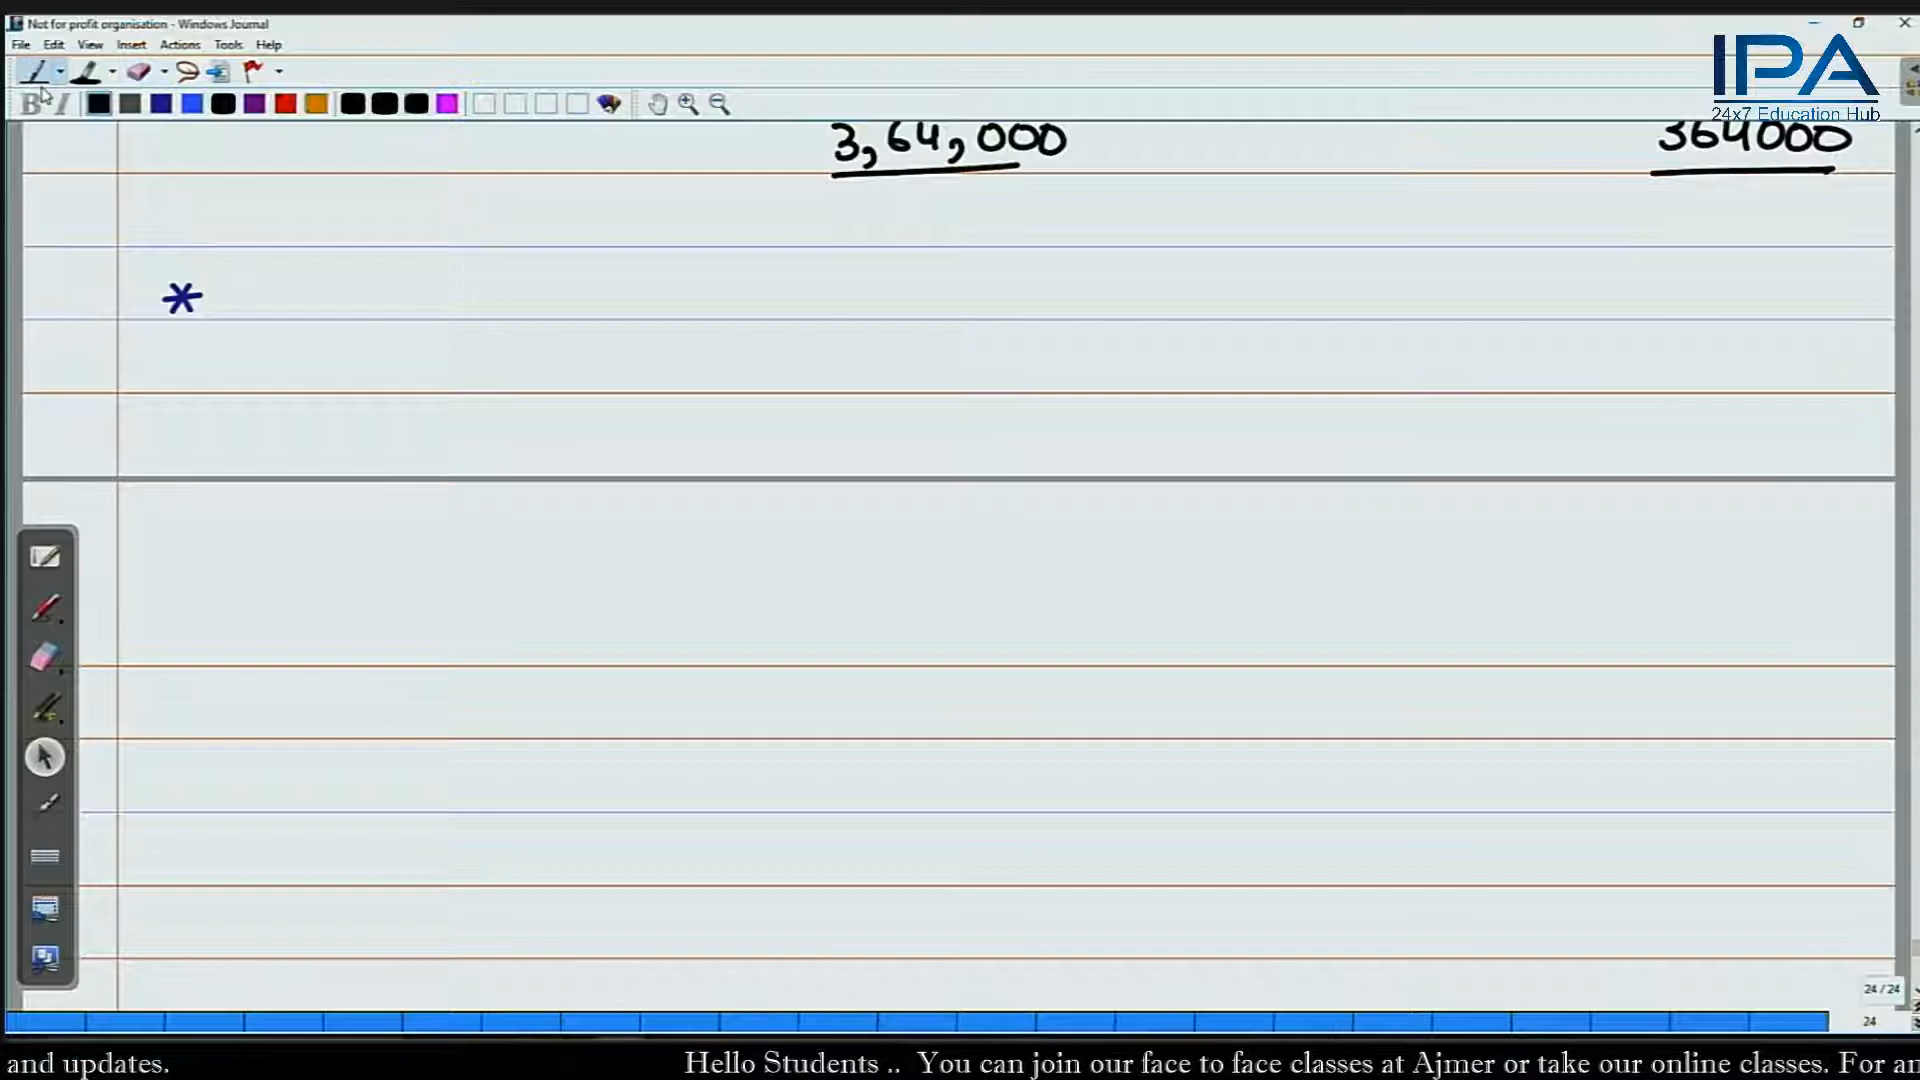 Not for profit organisation - Windows Journal
File Edit View Insert Actions Tools Help
IPA
24x7 Education Hub
B I
3,64,000 364000
*
24 / 24
24
and updates. Hello Students .. You can join our face to face classes at Ajmer or take our online classes. For an